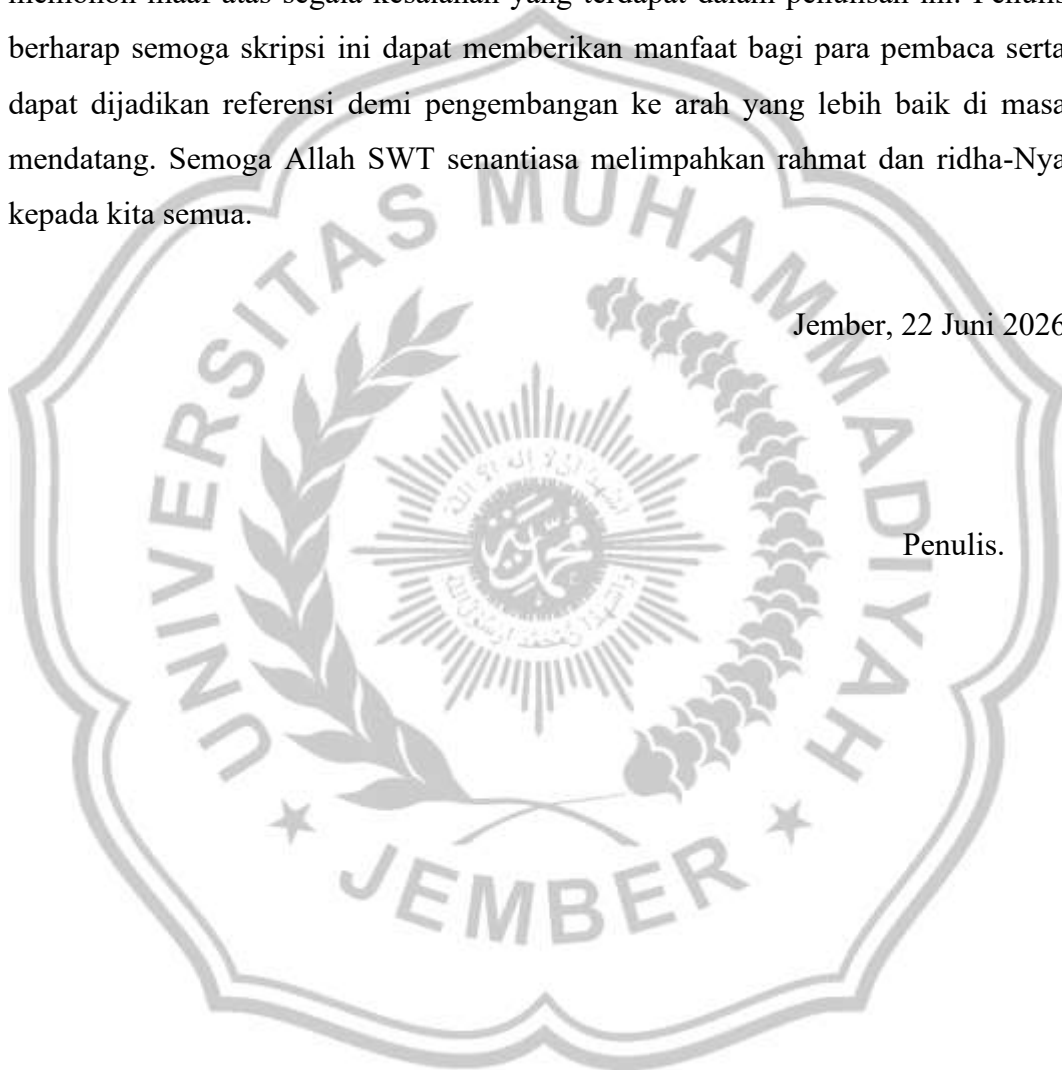 memohon maaf atas segala kesalahan yang terdapat dalam penulisan ini. Penulis
berharap semoga skripsi ini dapat memberikan manfaat bagi para pembaca serta
dapat dijadikan referensi demi pengembangan ke arah yang lebih baik di masa
mendatang. Semoga Allah SWT senantiasa melimpahkan rahmat dan ridha-Nya
kepada kita semua.
UNIVERSITAS MUHAMMADIYAH
Jember, 22 Juni 2026
Penulis.
JEMBER